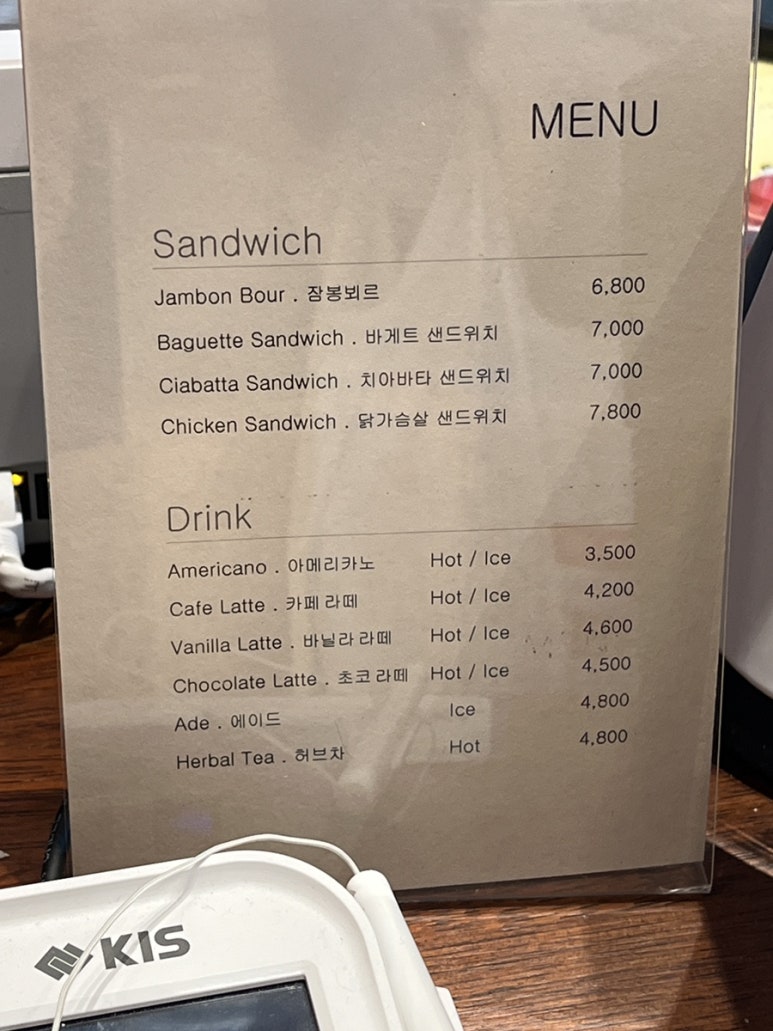 MENU
Sandwich
Jambon Bour . 잠봉뵈르 6,800
Baguette Sandwich . 바게트 샌드위치 7,000
Ciabatta Sandwich . 치아바타 샌드위치 7,000
Chicken Sandwich . 닭가슴살 샌드위치 7,800
Drink
Americano . 아메리카노 Hot / Ice 3,500
Cafe Latte . 카페 라떼 Hot / Ice 4,200
Vanilla Latte . 바닐라 라떼 Hot / Ice 4,600
Chocolate Latte . 초코 라떼 Hot / Ice 4,500
Ade . 에이드 Ice 4,800
Herbal Tea . 허브차 Hot 4,800
KIS